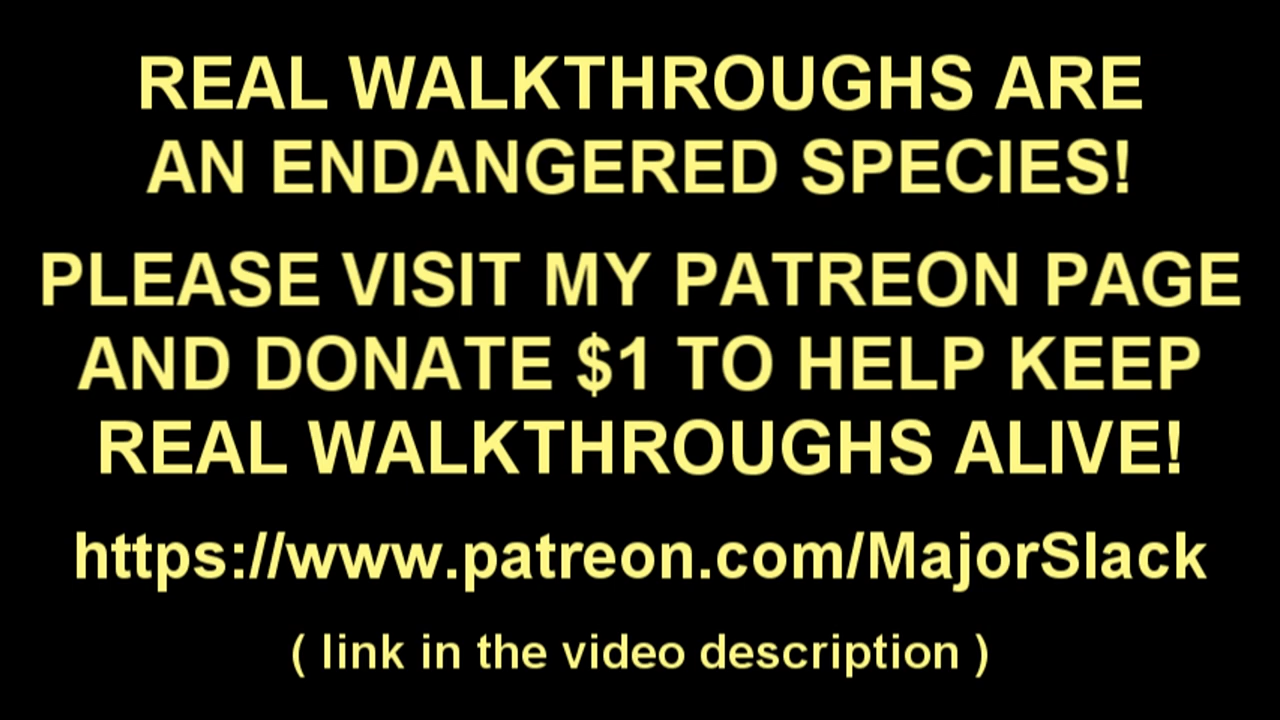 REAL WALKTHROUGHS ARE
AN ENDANGERED SPECIES!
PLEASE VISIT MY PATREON PAGE
AND DONATE $1 TO HELP KEEP
REAL WALKTHROUGHS ALIVE!
https://www.patreon.com/MajorSlack
( link in the video description )